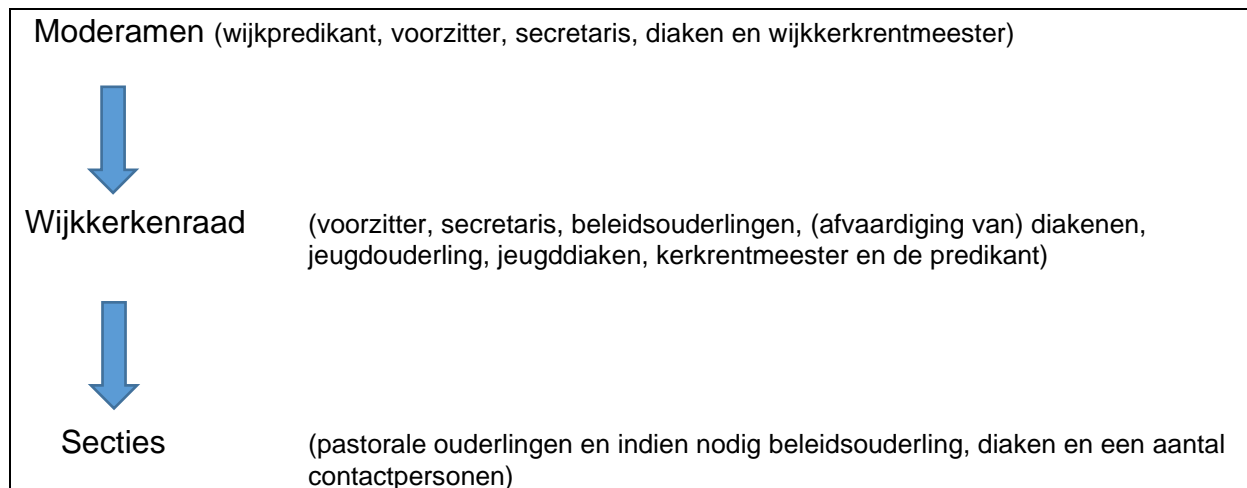 Moderamen (wijkpredikant, voorzitter, secretaris, diaken en wijkkerkrentmeester)
Wijkkerkenraad (voorzitter, secretaris, beleidsouderlingen, (afvaardiging van) diakenen,
jeugdouderling, jeugddiaken, kerkrentmeester en de predikant)
Secties (pastorale ouderlingen en indien nodig beleidsouderling, diaken en een aantal
contactpersonen)